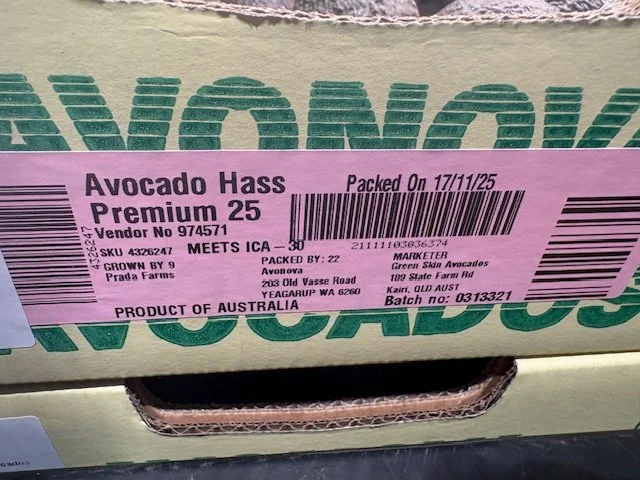 AVONOVA
Avocado Hass
Premium 25
Packed On 17/11/25
Vendor No 974571
4326247
SKU 4326247 MEETS ICA - 30
21111103036374
GROWN BY 9
Prada Farms
PACKED BY: 22
Avonova
203 Old Vasse Road
YEAGARUP WA 6260
MARKETER
Green Skin Avocados
189 State Farm Rd
Kairi, QLD AUST
Batch no: 0313321
PRODUCT OF AUSTRALIA
AVOCADOS